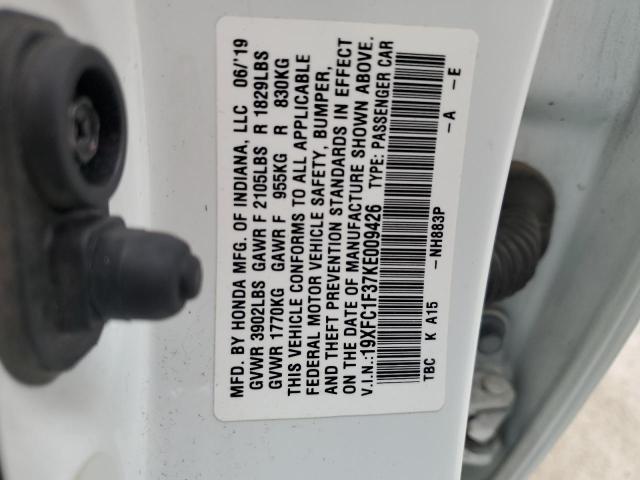 MFD. BY HONDA MFG. OF INDIANA, LLC 06/'19
GVWR 3902LBS GAWR F 2105LBS R 1829LBS
GVWR 1770KG GAWR F 955KG R 830KG
THIS VEHICLE CONFORMS TO ALL APPLICABLE
FEDERAL MOTOR VEHICLE SAFETY, BUMPER,
AND THEFT PREVENTION STANDARDS IN EFFECT
ON THE DATE OF MANUFACTURE SHOWN ABOVE.
V.I.N.:19XFC1F37KE009426 TYPE: PASSENGER CAR
TBC K A15 -NH883P -A -E